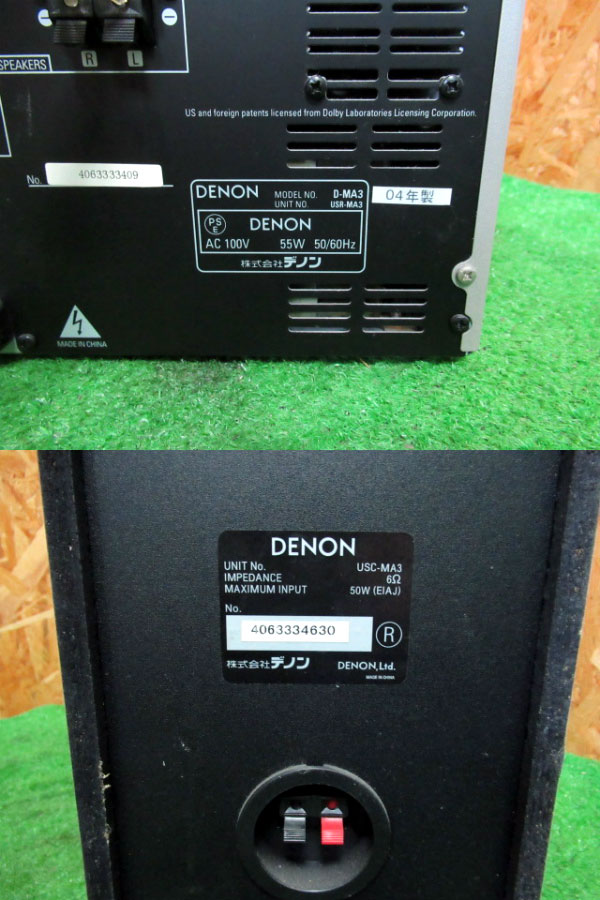 SPEAKERS
R L
US and foreign patents licensed from Dolby Laboratories Licensing Corporation.
No. 4063333409
DENON MODEL NO. D-MA3
UNIT NO. USR-MA3
04年製
PS E DENON
AC 100V 55W 50/60Hz
株式会社デノン
MADE IN CHINA
DENON
UNIT No. USC-MA3
IMPEDANCE 6Ω
MAXIMUM INPUT 50W (EIAJ)
No.
4063334630 R
株式会社デノン DENON, Ltd.
MADE IN CHINA